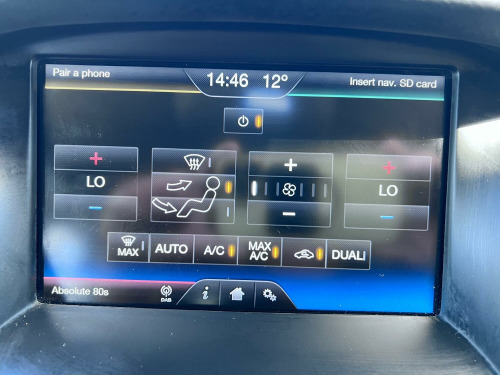 Pair a phone
14:46 12°
Insert nav. SD card
+
LO
−
+
−
+
LO
−
MAX
AUTO
A/C
MAX
A/C
DUAL
Absolute 80s
DAB
i